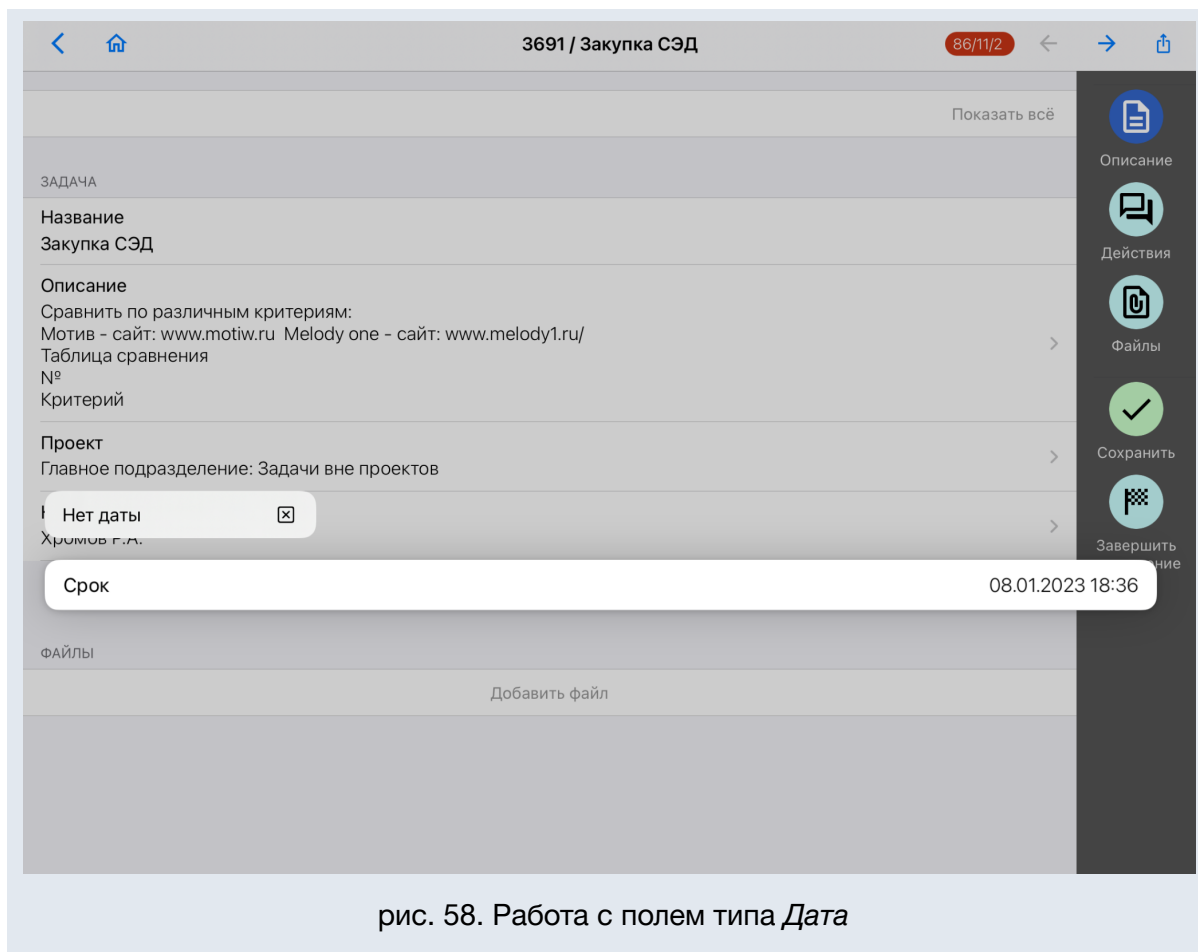 3691 / Закупка СЭД
86/11/2
Показать всё
Описание
Действия
Файлы
Сохранить
Завершить
ЗАДАЧА
Название
Закупка СЭД
Описание
Сравнить по различным критериям:
Мотив - сайт: www.motiw.ru Melody one - сайт: www.melody1.ru/
Таблица сравнения
№
Критерий
Проект
Главное подразделение: Задачи вне проектов
Нет даты
Хромов Р.А.
Срок 08.01.2023 18:36
ФАЙЛЫ
Добавить файл
рис. 58. Работа с полем типа Дата